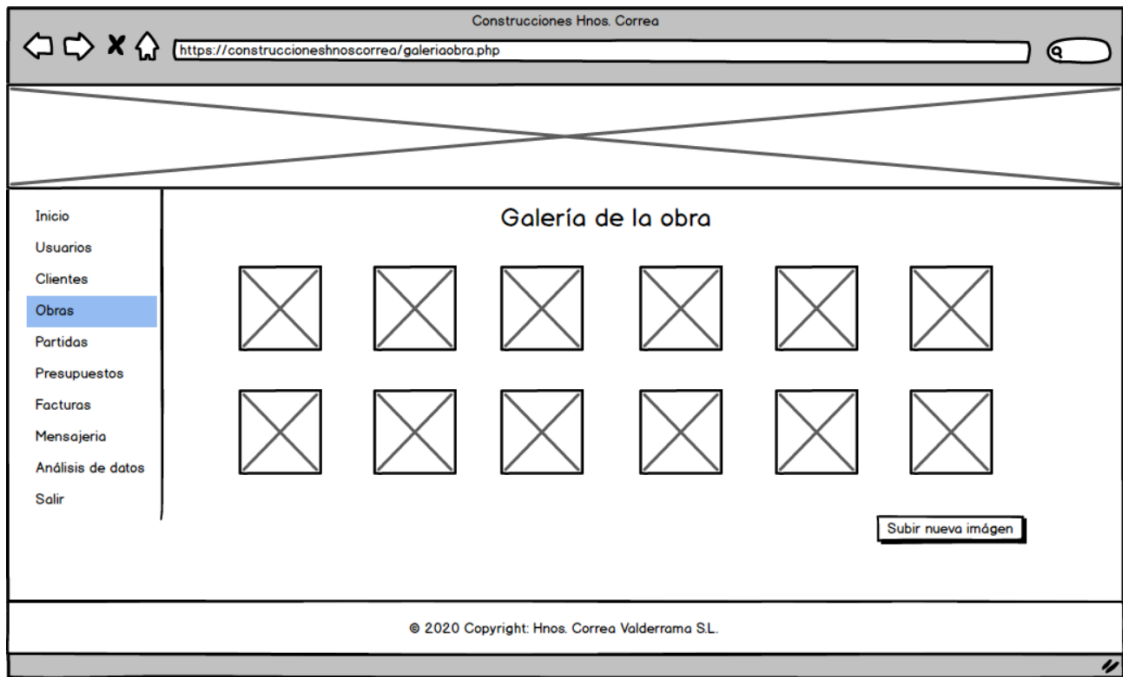 Construcciones Hnos. Correa
https://construccioneshnoscorrea/galeriaobra.php
Inicio
Usuarios
Clientes
Obras
Partidas
Presupuestos
Facturas
Mensajeria
Análisis de datos
Salir
Galería de la obra
Subir nueva imágen
© 2020 Copyright: Hnos. Correa Valderrama S.L.